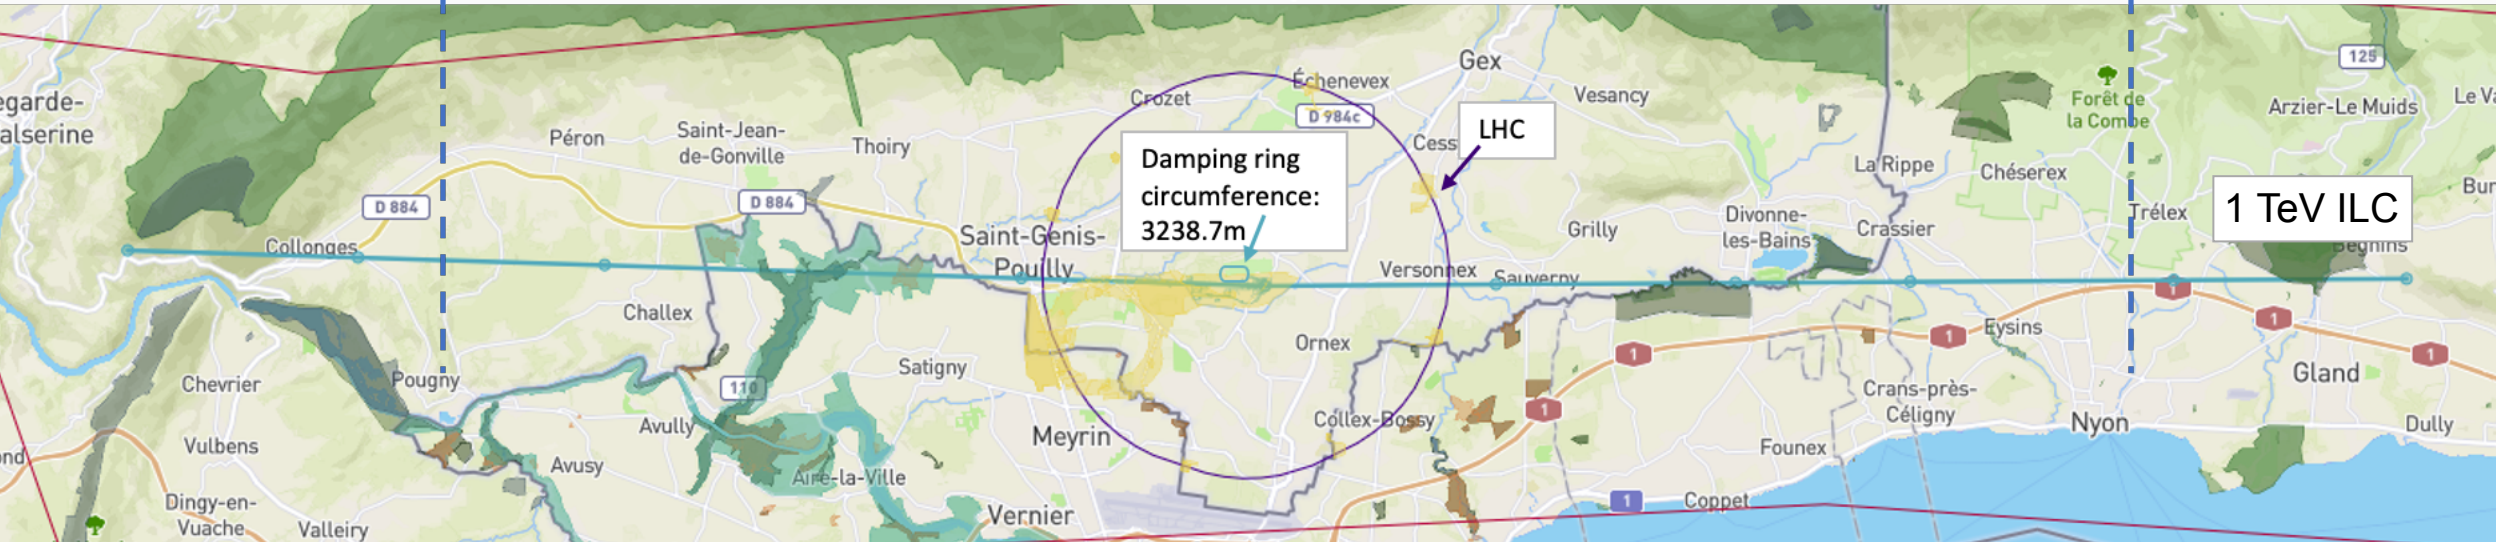 125
Gex
Échenevex
Forêt de
la Combe
Vesancy
Arzier-Le Muids
Le
Crozet
egarde-
alserine
D 984c
LHC
Péron
Saint-Jean-
de-Gonville
Thoiry
Cess
Damping ring
circumference:
3238.7m
La Rippe
Chéserex
D 884
D 884
Divonne-
les-Bains
Crassier
Trélex
1 TeV ILC
Grilly
Saint-Genis-
Pouilly
Collonges
Begnins
Versonnex
Sauverny
1
Challex
1
Eysins
1
Ornex
1
1
Satigny
Chevrier
Pougny
110
Gland
Crans-près-
Céligny
1
Collex-Bossy
Avully
Meyrin
Nyon
Dully
Vulbens
Founex
Avusy
Aire-la-Ville
Dingy-en-
Vuache
Valleiry
Vernier
1
Coppet